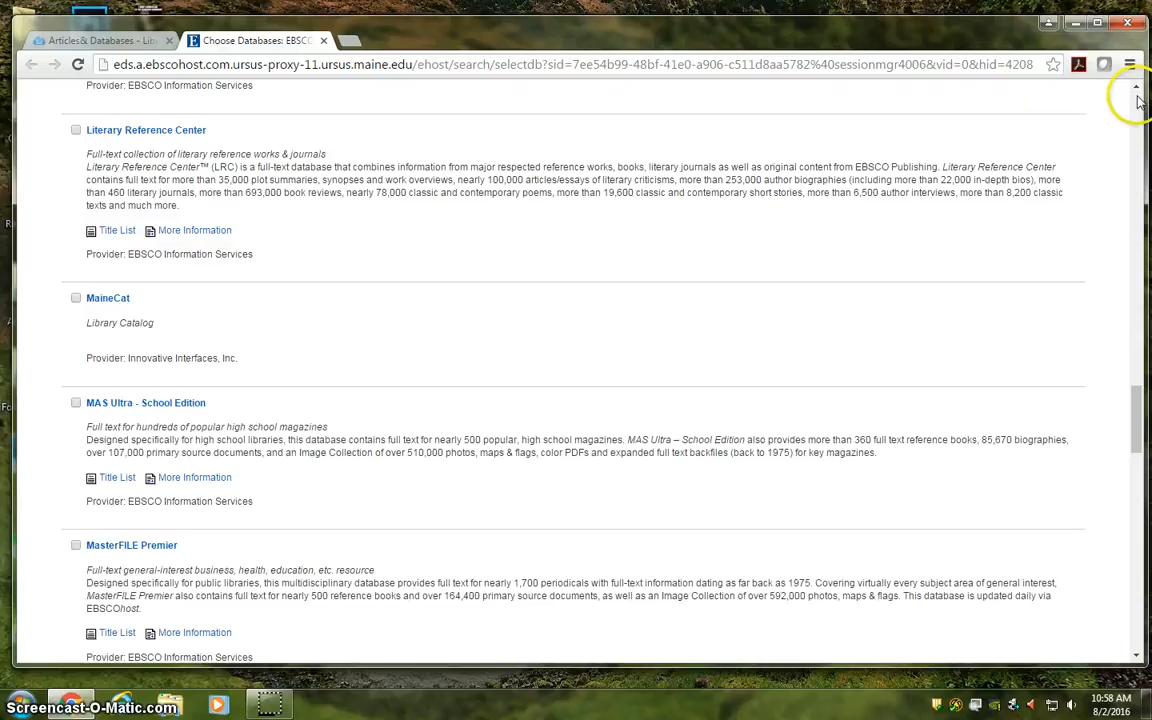 Articles& Databases - Lib
Choose Databases: EBSCO
eds.a.ebscohost.com.ursus-proxy-11.ursus.maine.edu/ehost/search/selectdb?sid=7ee54b99-48bf-41e0-a906-c511d8aa5782%40sessionmgr4006&vid=0&hid=4208
Provider: EBSCO Information Services
Literary Reference Center
Full-text collection of literary reference works & journals
Literary Reference Center™ (LRC) is a full-text database that combines information from major respected reference works, books, literary journals as well as original content from EBSCO Publishing. Literary Reference Center
contains full text for more than 35,000 plot summaries, synopses and work overviews, nearly 100,000 articles/essays of literary criticisms, more than 253,000 author biographies (including more than 22,000 in-depth bios), more
than 460 literary journals, more than 693,000 book reviews, nearly 78,000 classic and contemporary poems, more than 19,600 classic and contemporary short stories, more than 6,500 author interviews, more than 8,200 classic
texts and much more.
Title List More Information
Provider: EBSCO Information Services
MaineCat
Library Catalog
Provider: Innovative Interfaces, Inc.
MAS Ultra - School Edition
Full text for hundreds of popular high school magazines
Designed specifically for high school libraries, this database contains full text for nearly 500 popular, high school magazines. MAS Ultra – School Edition also provides more than 360 full text reference books, 85,670 biographies,
over 107,000 primary source documents, and an Image Collection of over 510,000 photos, maps & flags, color PDFs and expanded full text backfiles (back to 1975) for key magazines.
Title List More Information
Provider: EBSCO Information Services
MasterFILE Premier
Full-text general-interest business, health, education, etc. resource
Designed specifically for public libraries, this multidisciplinary database provides full text for nearly 1,700 periodicals with full-text information dating as far back as 1975. Covering virtually every subject area of general interest,
MasterFILE Premier also contains full text for nearly 500 reference books and over 164,400 primary source documents, as well as an Image Collection of over 592,000 photos, maps & flags. This database is updated daily via
EBSCOhost.
Title List More Information
Provider: EBSCO Information Services
Screencast-O-Matic.com
10:58 AM
8/2/2016